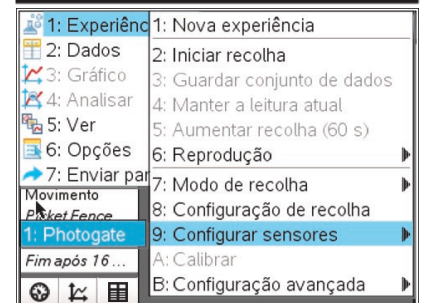 1: Experiênc
2: Dados
3: Gráfico
4: Analisar
5: Ver
6: Opções
7: Enviar par
Movimento
Picket Fence
1: Photogate
Fim após 16 ...
1: Nova experiência
2: Iniciar recolha
3: Guardar conjunto de dados
4: Manter a leitura atual
5: Aumentar recolha (60 s)
6: Reprodução
7: Modo de recolha
8: Configuração de recolha
9: Configurar sensores
A: Calibrar
B: Configuração avançada